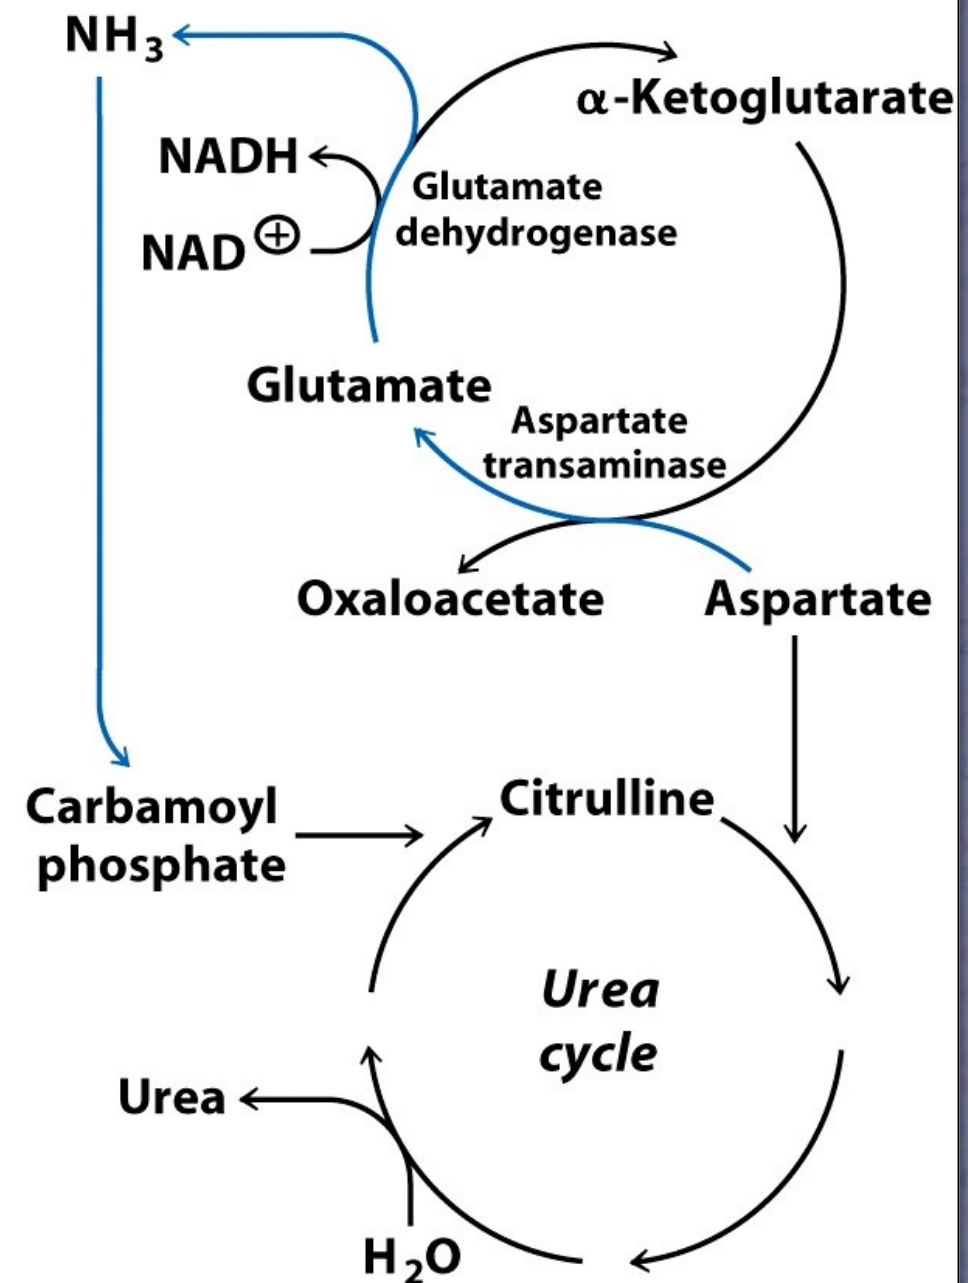 NH₃
α-Ketoglutarate
NADH
Glutamate
dehydrogenase
NAD⊕
Glutamate
Aspartate
transaminase
Oxaloacetate
Aspartate
Carbamoyl
phosphate
Citrulline
Urea
cycle
Urea
H₂O